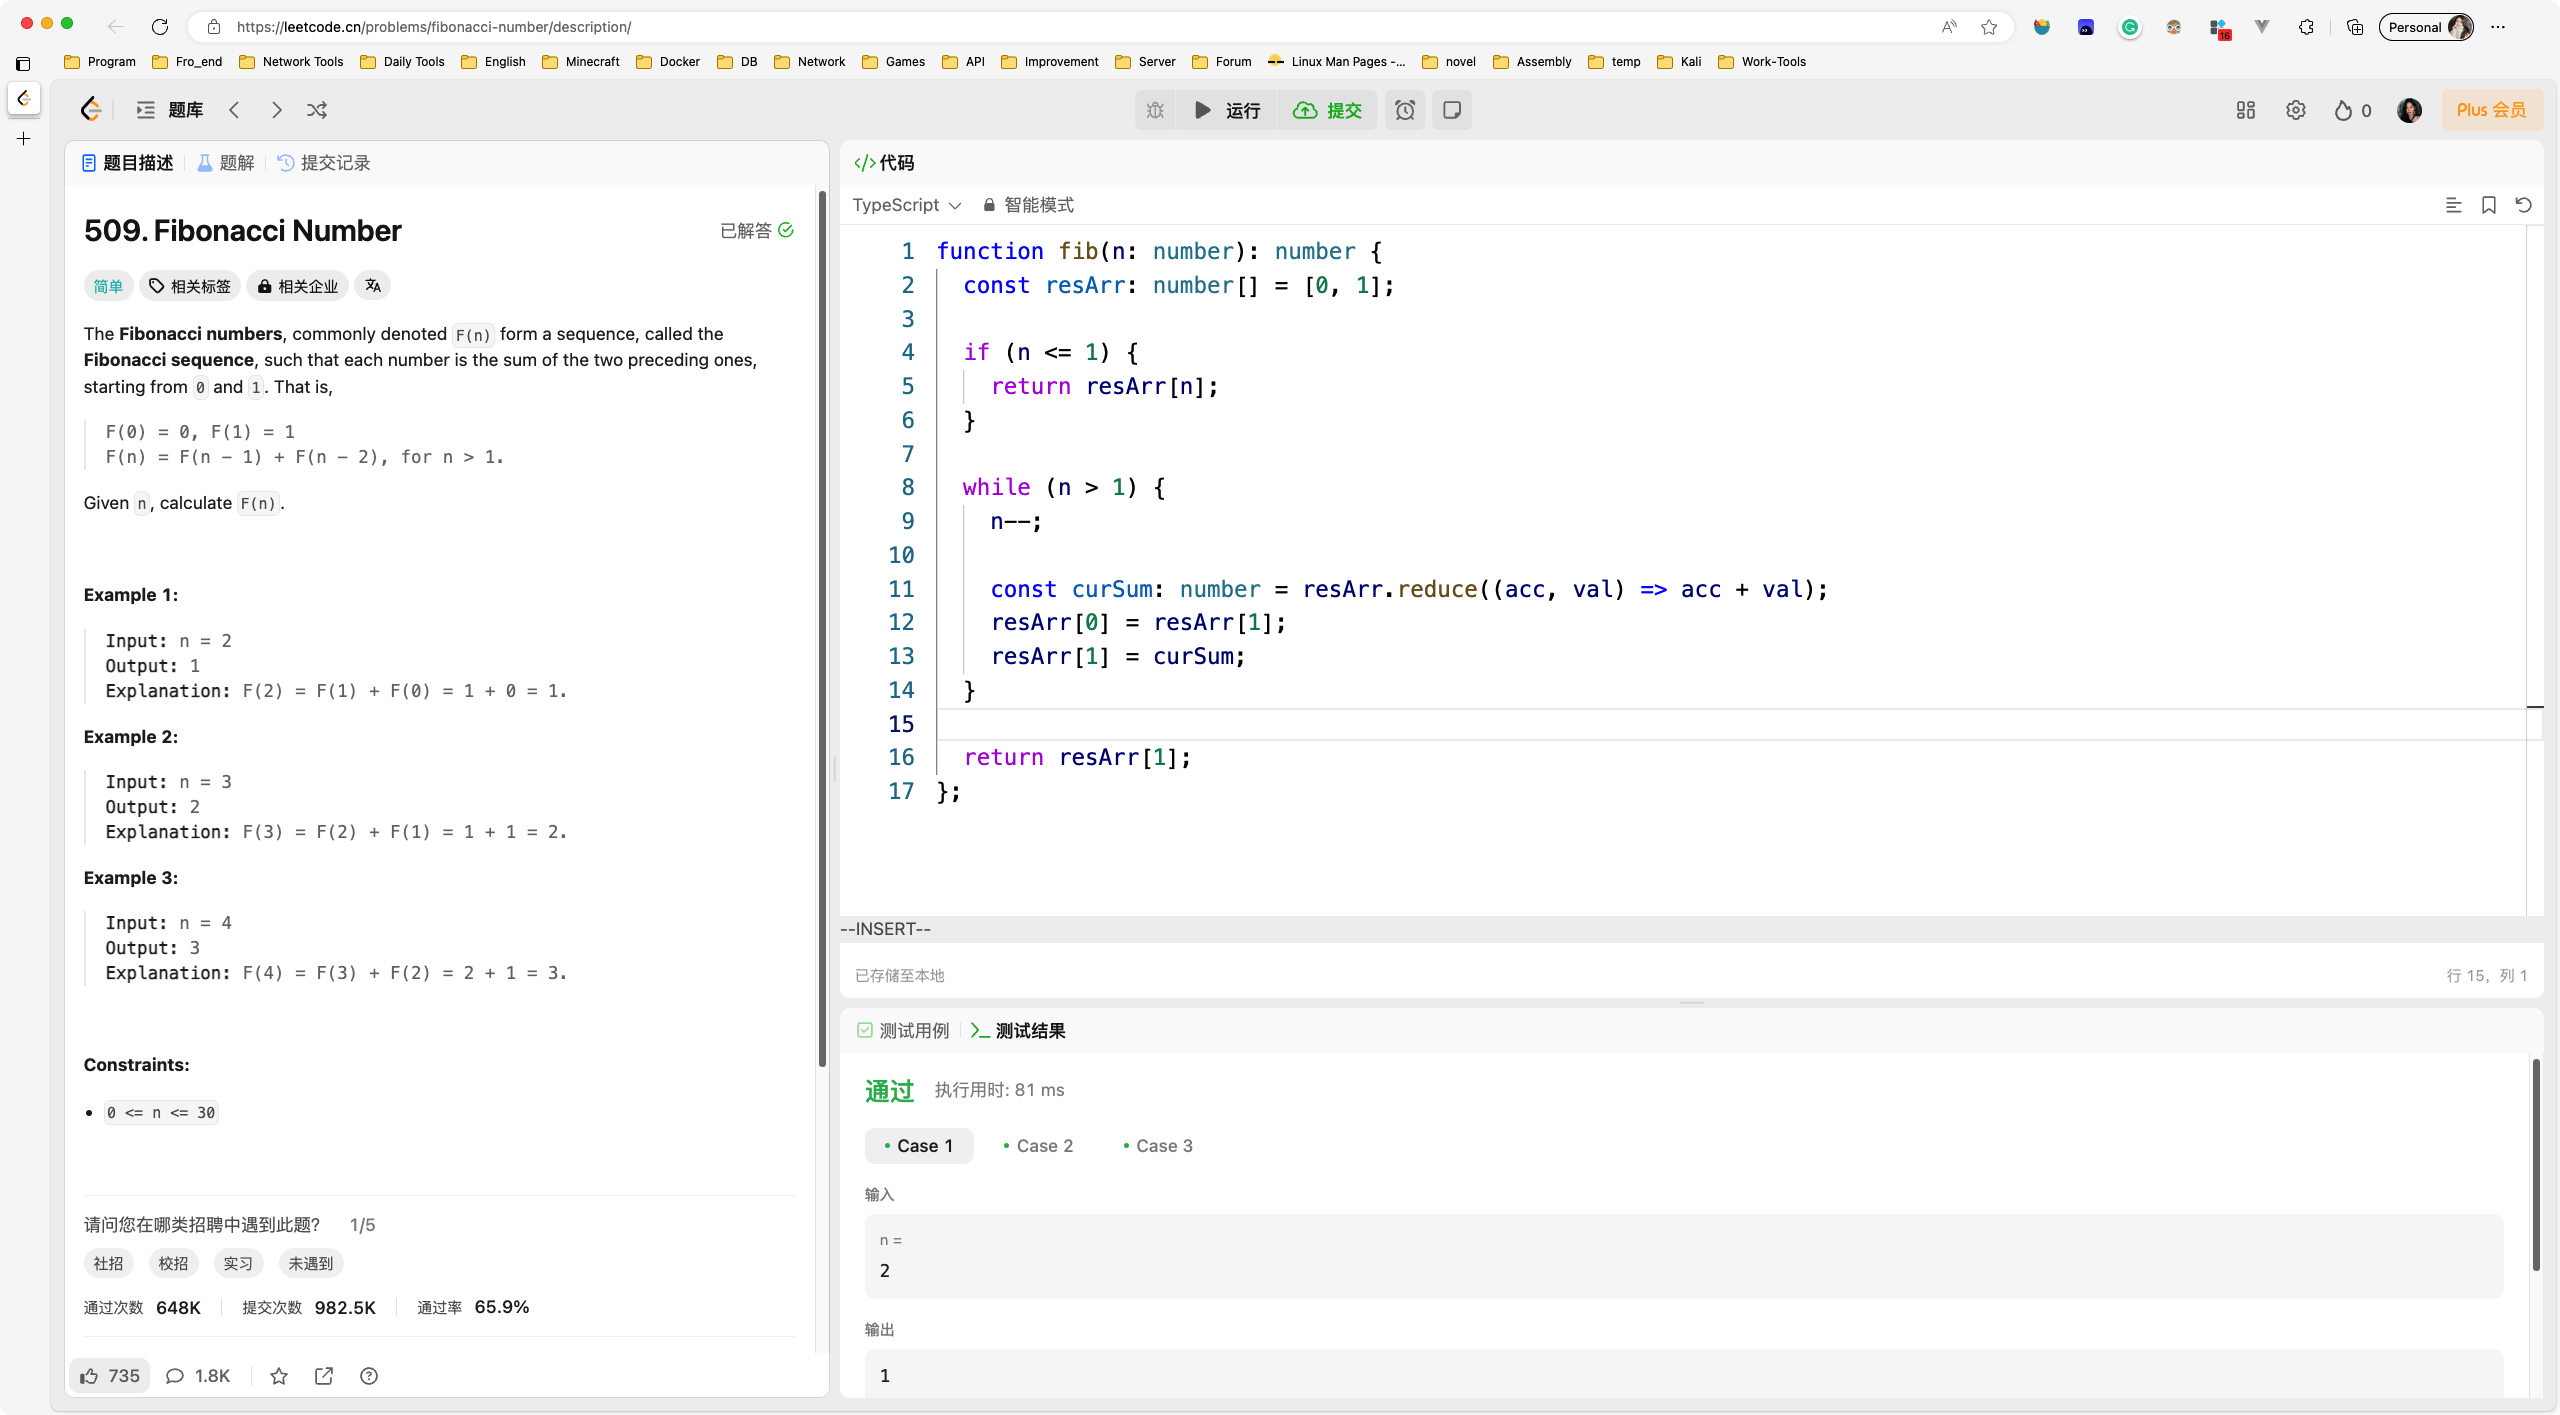 https://leetcode.cn/problems/fibonacci-number/description/
Personal
16
Program Fro_end Network Tools Daily Tools English Minecraft Docker DB Network Games API Improvement Server Forum Linux Man Pages -... novel Assembly temp Kali Work-Tools
题库 运行 提交 0 Plus 会员
题目描述 题解 提交记录
509. Fibonacci Number 已解答
简单 相关标签 相关企业
The Fibonacci numbers, commonly denoted F(n) form a sequence, called the
Fibonacci sequence, such that each number is the sum of the two preceding ones,
starting from 0 and 1. That is,
F(0) = 0, F(1) = 1
F(n) = F(n - 1) + F(n - 2), for n > 1.
Given n, calculate F(n).
Example 1:
Input: n = 2
Output: 1
Explanation: F(2) = F(1) + F(0) = 1 + 0 = 1.
Example 2:
Input: n = 3
Output: 2
Explanation: F(3) = F(2) + F(1) = 1 + 1 = 2.
Example 3:
Input: n = 4
Output: 3
Explanation: F(4) = F(3) + F(2) = 2 + 1 = 3.
Constraints:
• 0 <= n <= 30
请问您在哪类招聘中遇到此题? 1/5
社招 校招 实习 未遇到
通过次数 648K 提交次数 982.5K 通过率 65.9%
735 1.8K
</>代码
TypeScript 智能模式
1 function fib(n: number): number {
2 const resArr: number[] = [0, 1];
3
4 if (n <= 1) {
5 return resArr[n];
6 }
7
8 while (n > 1) {
9 n--;
10
11 const curSum: number = resArr.reduce((acc, val) => acc + val);
12 resArr[0] = resArr[1];
13 resArr[1] = curSum;
14 }
15
16 return resArr[1];
17 };
--INSERT--
已存储至本地 行 15, 列 1
测试用例 测试结果
通过 执行用时: 81 ms
• Case 1 • Case 2 • Case 3
输入
n =
2
输出
1